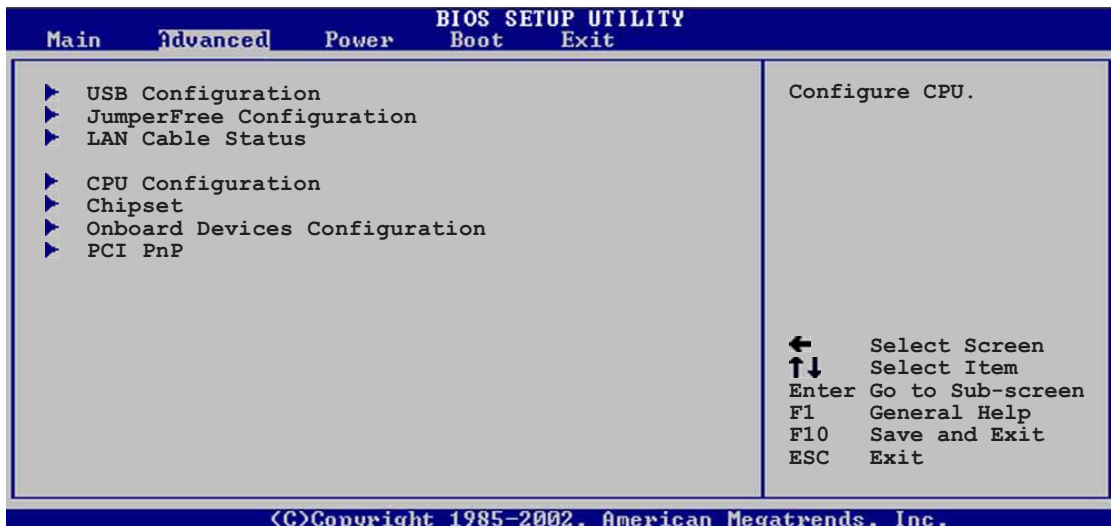 BIOS SETUP UTILITY
Main Advanced Power Boot Exit
USB Configuration
JumperFree Configuration
LAN Cable Status
CPU Configuration
Chipset
Onboard Devices Configuration
PCI PnP
Configure CPU.
← Select Screen
↑↓ Select Item
Enter Go to Sub-screen
F1 General Help
F10 Save and Exit
ESC Exit
(C)Copyright 1985-2002, American Megatrends, Inc.